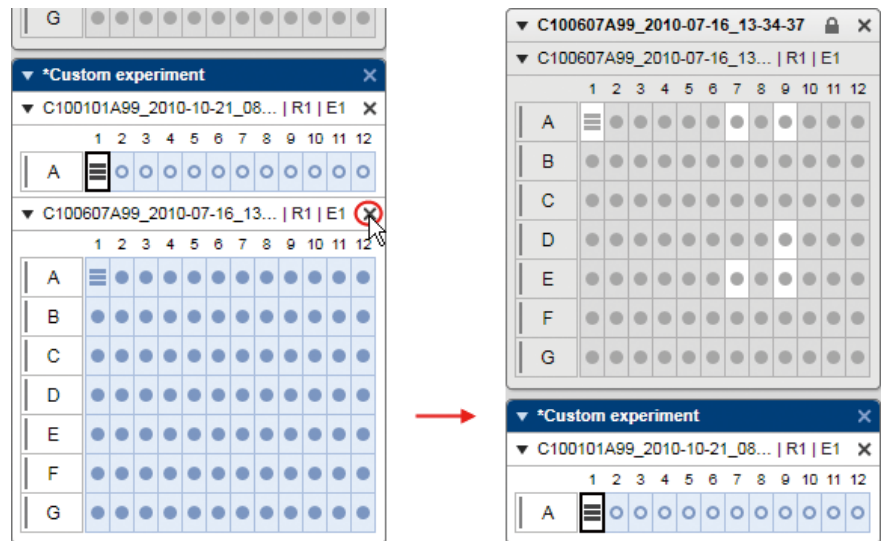 G
*Custom experiment
C100101A99_2010-10-21_08... | R1 | E1
1 2 3 4 5 6 7 8 9 10 11 12
A
C100607A99_2010-07-16_13... | R1 | E1
1 2 3 4 5 6 7 8 9 10 11 12
A
B
C
D
E
F
G
C100607A99_2010-07-16_13-34-37
C100607A99_2010-07-16_13... | R1 | E1
1 2 3 4 5 6 7 8 9 10 11 12
A
B
C
D
E
F
G
*Custom experiment
C100101A99_2010-10-21_08... | R1 | E1
1 2 3 4 5 6 7 8 9 10 11 12
A